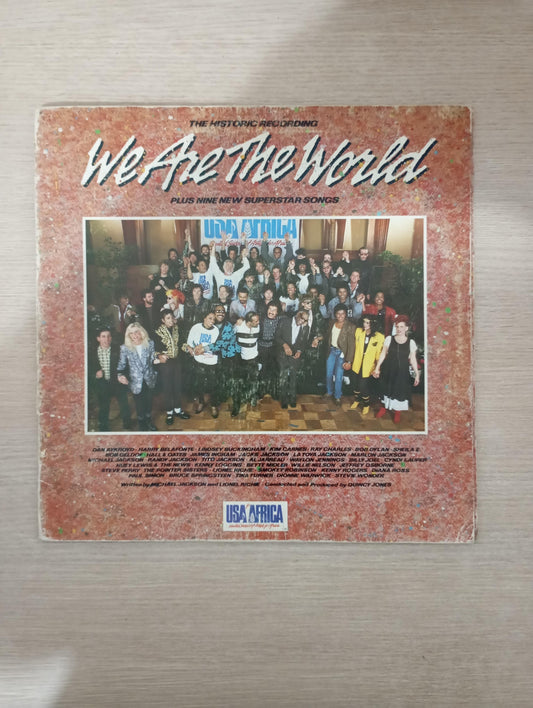 THE HISTORIC RECORDING
We Are The World
PLUS NINE NEW SUPERSTAR SONGS
USA AFRICA
USA
DAN AYKROYD · HARRY BELAFONTE · LINDSEY BUCKINGHAM · KIM CARNES · RAY CHARLES · BOB DYLAN · SHEILA E.
BOB GELDOF · HALL & OATES · JAMES INGRAM · JACKIE JACKSON · LA TOYA JACKSON · MARLON JACKSON
MICHAEL JACKSON · RANDY JACKSON · TITO JACKSON · AL JARREAU · WAYLON JENNINGS · BILLY JOEL · CYNDI LAUPER
HUEY LEWIS & THE NEWS · KENNY LOGGINS · BETTE MIDLER · WILLIE NELSON · JEFFREY OSBORNE
STEVE PERRY · THE POINTER SISTERS · LIONEL RICHIE · SMOKEY ROBINSON · KENNY ROGERS · DIANA ROSS
PAUL SIMON · BRUCE SPRINGSTEEN · TINA TURNER · DIONNE WARWICK · STEVIE WONDER
Written by MICHAEL JACKSON and LIONEL RICHIE · Conducted and Produced by QUINCY JONES
USA AFRICA